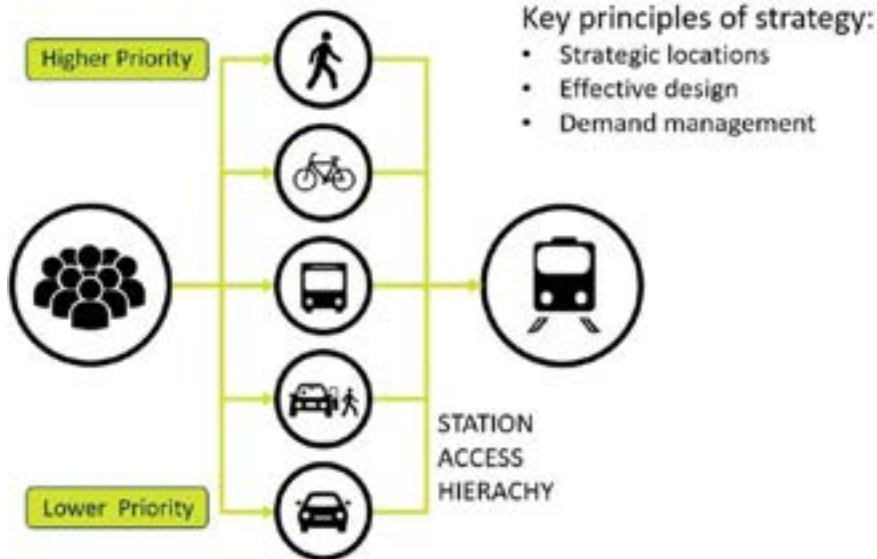 Key principles of strategy:
• Strategic locations
• Effective design
• Demand management
Higher Priority
STATION
ACCESS
HIERACHY
Lower Priority